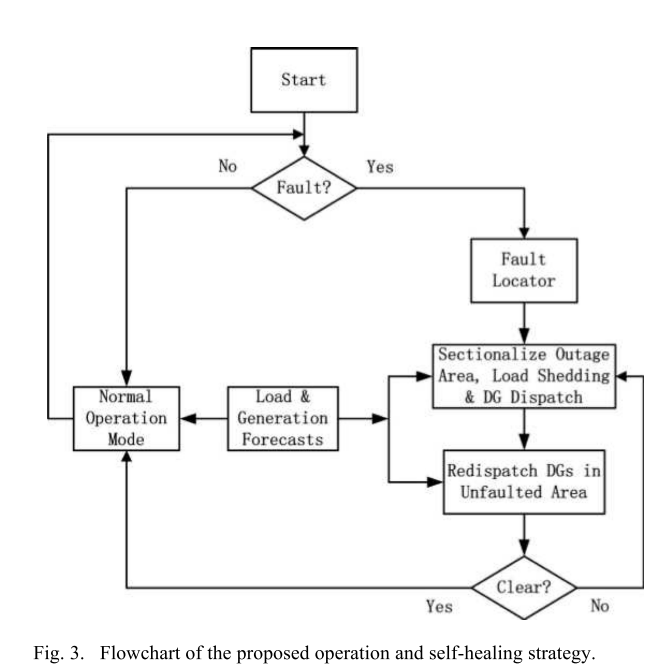 Start
No
Yes
Fault?
Fault
Locator
Sectionalize Outage
Area, Load Shedding
& DG Dispatch
Normal
Operation
Mode
Load &
Generation
Forecasts
Redispatch DGs in
Unfaulted Area
Clear?
Yes
No
Fig. 3. Flowchart of the proposed operation and self-healing strategy.